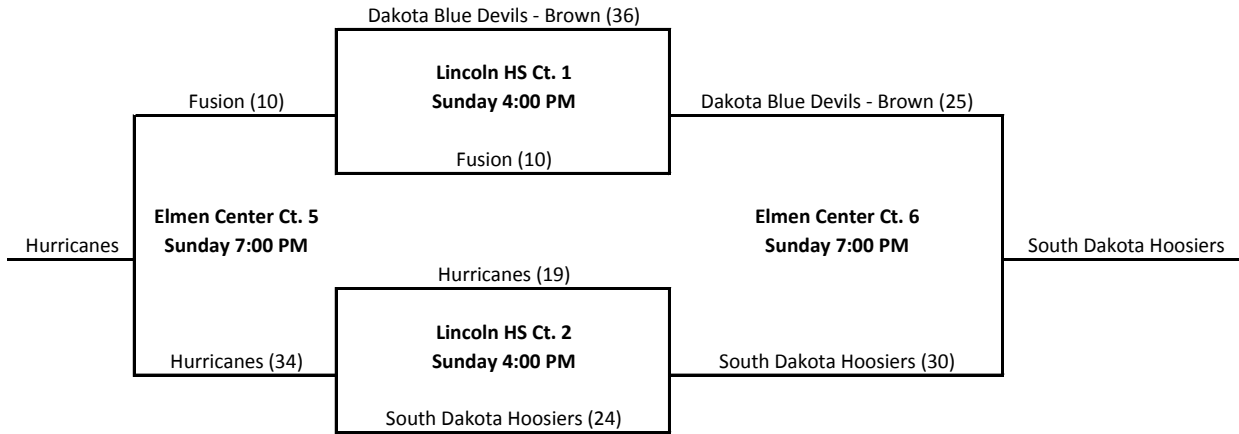 Dakota Blue Devils - Brown (36)
Lincoln HS Ct. 1
Sunday 4:00 PM
Fusion (10)
Dakota Blue Devils - Brown (25)
Fusion (10)
Elmen Center Ct. 5
Sunday 7:00 PM
Elmen Center Ct. 6
Sunday 7:00 PM
Hurricanes
South Dakota Hoosiers
Hurricanes (19)
Lincoln HS Ct. 2
Sunday 4:00 PM
Hurricanes (34)
South Dakota Hoosiers (30)
South Dakota Hoosiers (24)